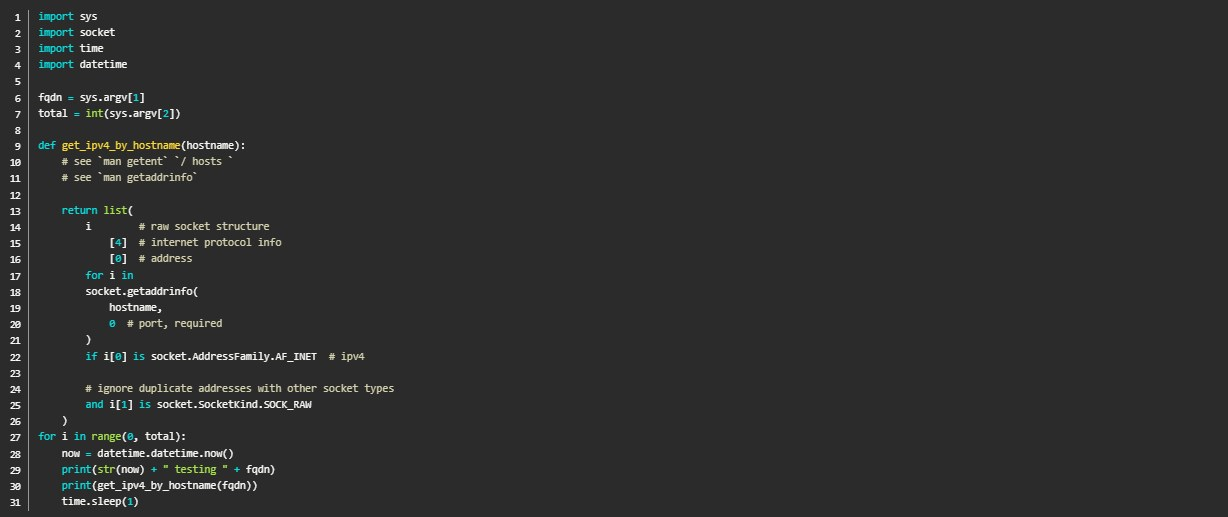 1 import sys
2 import socket
3 import time
4 import datetime
5
6 fqdn = sys.argv[1]
7 total = int(sys.argv[2])
8
9 def get_ipv4_by_hostname(hostname):
10     # see `man getent` `/ hosts `
11     # see `man getaddrinfo`
12
13     return list(
14         i        # raw socket structure
15             [4]  # internet protocol info
16             [0]  # address
17         for i in
18         socket.getaddrinfo(
19             hostname,
20             0  # port, required
21         )
22         if i[0] is socket.AddressFamily.AF_INET  # ipv4
23
24         # ignore duplicate addresses with other socket types
25         and i[1] is socket.SocketKind.SOCK_RAW
26     )
27 for i in range(0, total):
28     now = datetime.datetime.now()
29     print(str(now) + " testing " + fqdn)
30     print(get_ipv4_by_hostname(fqdn))
31     time.sleep(1)